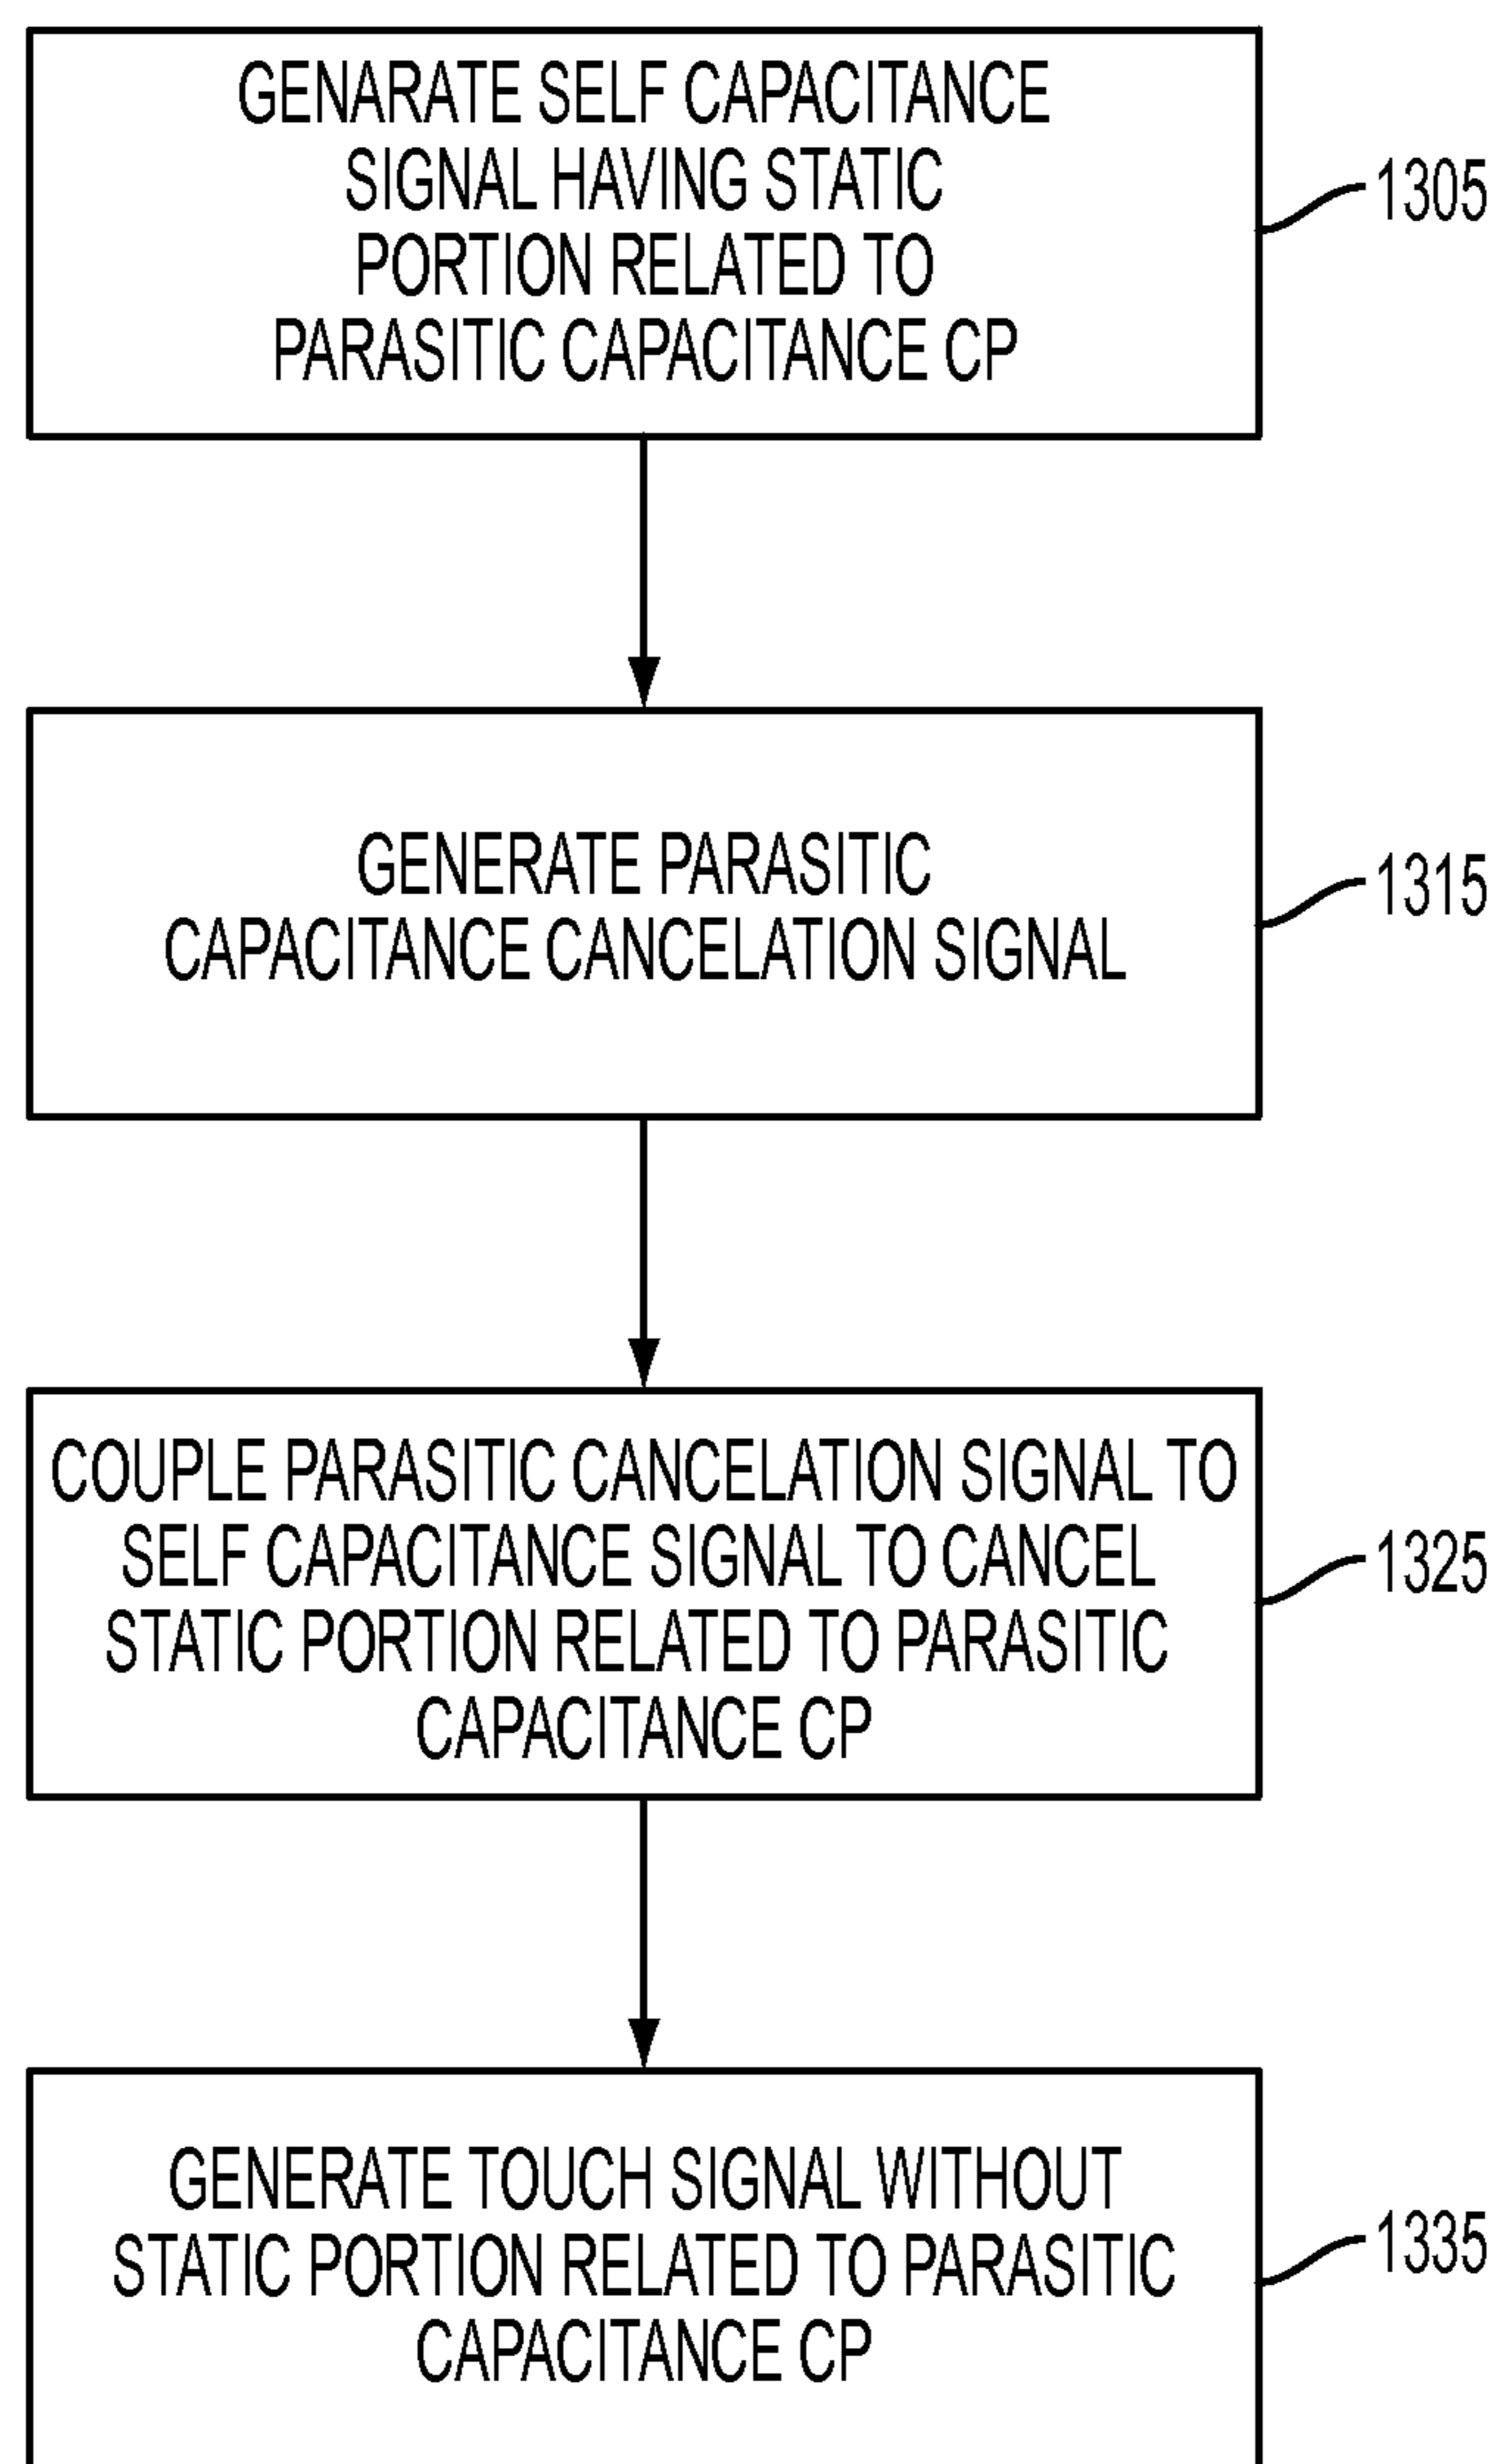 GENARATE SELF CAPACITANCE
SIGNAL HAVING STATIC
PORTION RELATED TO
PARASITIC CAPACITANCE CP
1305
GENERATE PARASITIC
CAPACITANCE CANCELATION SIGNAL
1315
COUPLE PARASITIC CANCELATION SIGNAL TO
SELF CAPACITANCE SIGNAL TO CANCEL
STATIC PORTION RELATED TO PARASITIC
CAPACITANCE CP
1325
GENERATE TOUCH SIGNAL WITHOUT
STATIC PORTION RELATED TO PARASITIC
CAPACITANCE CP
1335